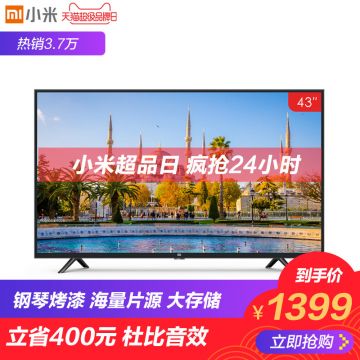 小米 天猫超级品牌日
热销3.7万
43"
小米超品日 疯抢24小时
钢琴烤漆 海量片源 大存储
立省400元 杜比音效
到手价
¥1399
立即抢购 >